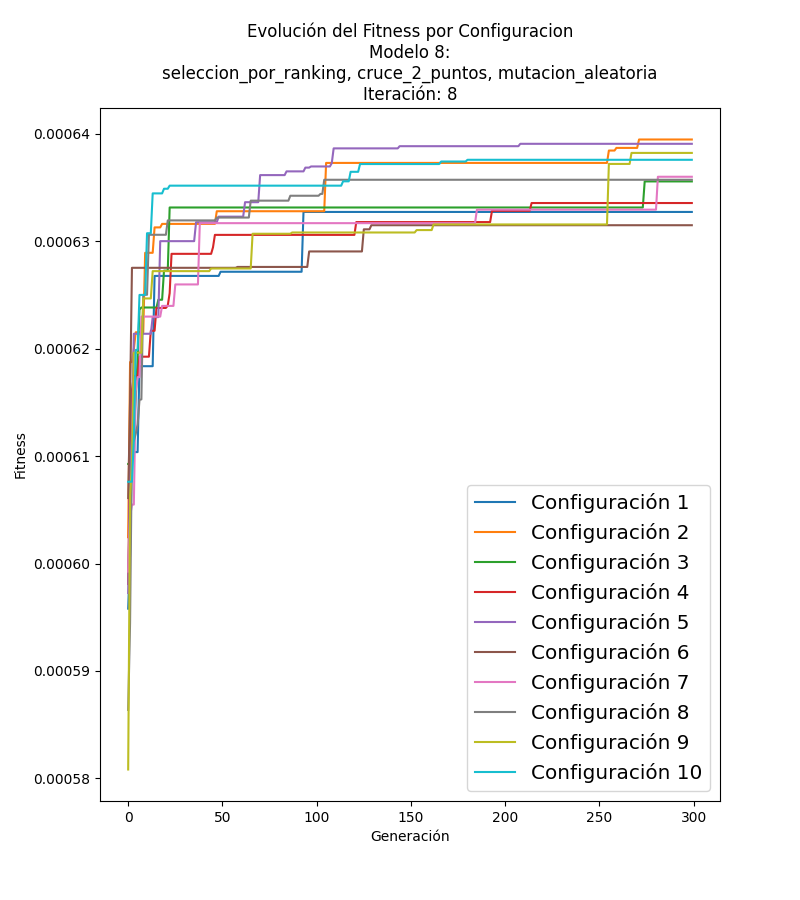 Evolución del Fitness por Configuracion
Modelo 8:
seleccion_por_ranking, cruce_2_puntos, mutacion_aleatoria
Iteración: 8
0.00064
0.00063
0.00062
0.00061
0.00060
0.00059
0.00058
Fitness
Configuración 1
Configuración 2
Configuración 3
Configuración 4
Configuración 5
Configuración 6
Configuración 7
Configuración 8
Configuración 9
Configuración 10
0 50 100 150 200 250 300
Generación